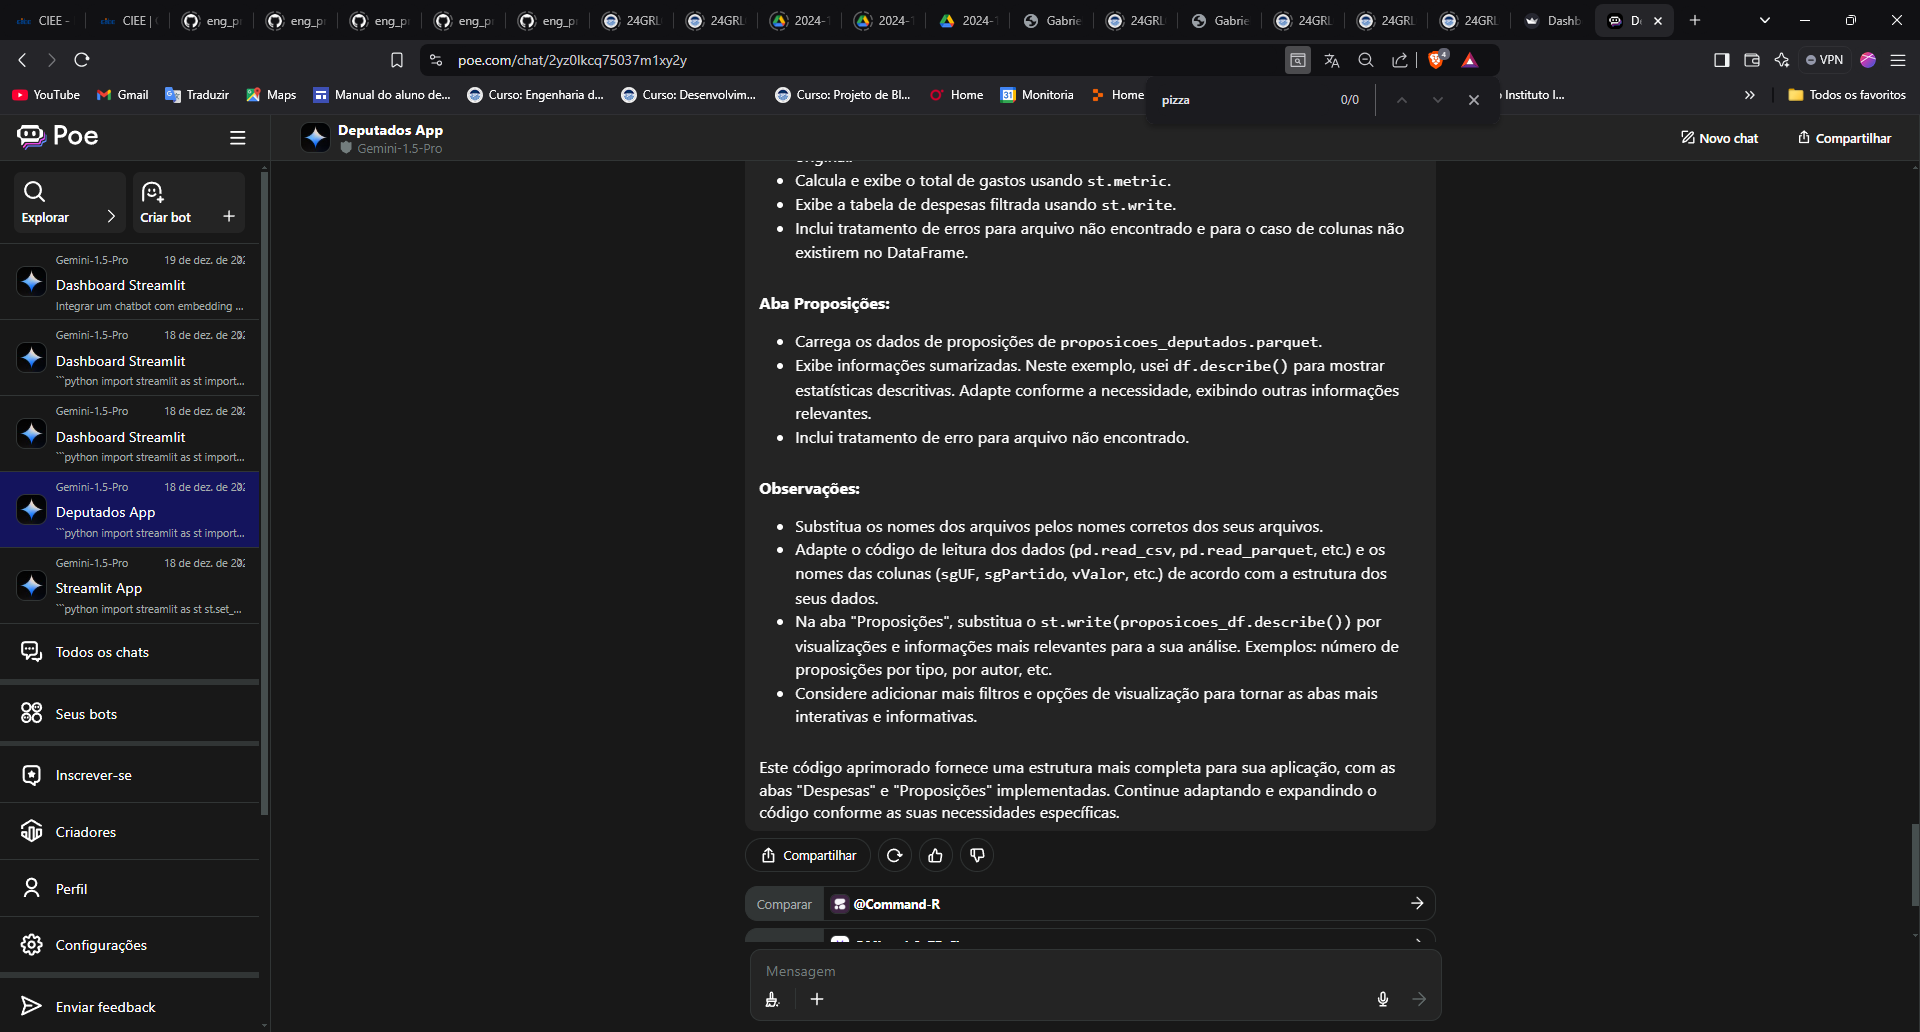 CIEE -
CIEE |
eng_p
eng_p
eng_p
eng_p
eng_p
24GRL
24GRL
2024-
2024-
2024-
Gabrie
24GRL
Gabrie
24GRL
24GRL
24GRL
Dashb
D
poe.com/chat/2yz0lkcq75037m1xy2y
4
VPN
YouTube
Gmail
Traduzir
Maps
Manual do aluno de...
Curso: Engenharia d...
Curso: Desenvolvim...
Curso: Projeto de Bl...
Home
31
Monitoria
Home
Instituto I...
Todos os favoritos
pizza
0/0
Poe
Deputados App
Gemini-1.5-Pro
Novo chat
Compartilhar
Explorar
Criar bot
Gemini-1.5-Pro 19 de dez. de 202
Dashboard Streamlit
Integrar um chatbot com embedding ...
Gemini-1.5-Pro 18 de dez. de 202
Dashboard Streamlit
```python import streamlit as st import...
Gemini-1.5-Pro 18 de dez. de 202
Dashboard Streamlit
```python import streamlit as st import...
Gemini-1.5-Pro 18 de dez. de 202
Deputados App
```python import streamlit as st import...
Gemini-1.5-Pro 18 de dez. de 202
Streamlit App
```python import streamlit as st st.set_...
Todos os chats
Seus bots
Inscrever-se
Criadores
Perfil
Configurações
Enviar feedback
original.
• Calcula e exibe o total de gastos usando st.metric.
• Exibe a tabela de despesas filtrada usando st.write.
• Inclui tratamento de erros para arquivo não encontrado e para o caso de colunas não
existirem no DataFrame.
Aba Proposições:
• Carrega os dados de proposições de proposicoes_deputados.parquet.
• Exibe informações sumarizadas. Neste exemplo, usei df.describe() para mostrar
estatísticas descritivas. Adapte conforme a necessidade, exibindo outras informações
relevantes.
• Inclui tratamento de erro para arquivo não encontrado.
Observações:
• Substitua os nomes dos arquivos pelos nomes corretos dos seus arquivos.
• Adapte o código de leitura dos dados (pd.read_csv, pd.read_parquet, etc.) e os
nomes das colunas (sgUF, sgPartido, vValor, etc.) de acordo com a estrutura dos
seus dados.
• Na aba "Proposições", substitua o st.write(proposicoes_df.describe()) por
visualizações e informações mais relevantes para a sua análise. Exemplos: número de
proposições por tipo, por autor, etc.
• Considere adicionar mais filtros e opções de visualização para tornar as abas mais
interativas e informativas.
Este código aprimorado fornece uma estrutura mais completa para sua aplicação, com as
abas "Despesas" e "Proposições" implementadas. Continue adaptando e expandindo o
código conforme as suas necessidades específicas.
Compartilhar
Comparar @Command-R
Mensagem